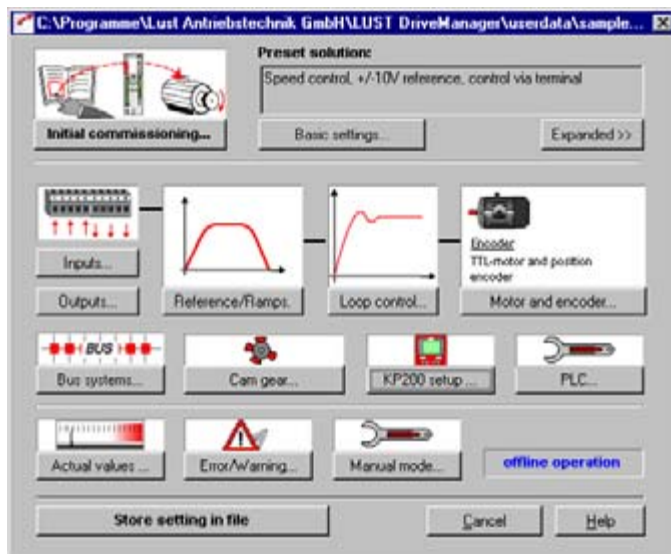 C:\Programme\Lust Antriebstechnik GmbH\LUST DriveManager\userdata\sample...
Preset solution:
Speed control, +/-10V reference, control via terminal
Initial commissioning...
Basic settings...
Expanded >>
Encoder
TTL-motor and position
encoder
Inputs...
Outputs...
Reference/Ramps.
Loop control...
Motor and encoder...
BUS
Bus systems...
Cam gear...
KP200 setup ...
PLC...
Actual values ...
Error/Warning...
Manual mode...
offline operation
Store setting in file
Cancel
Help